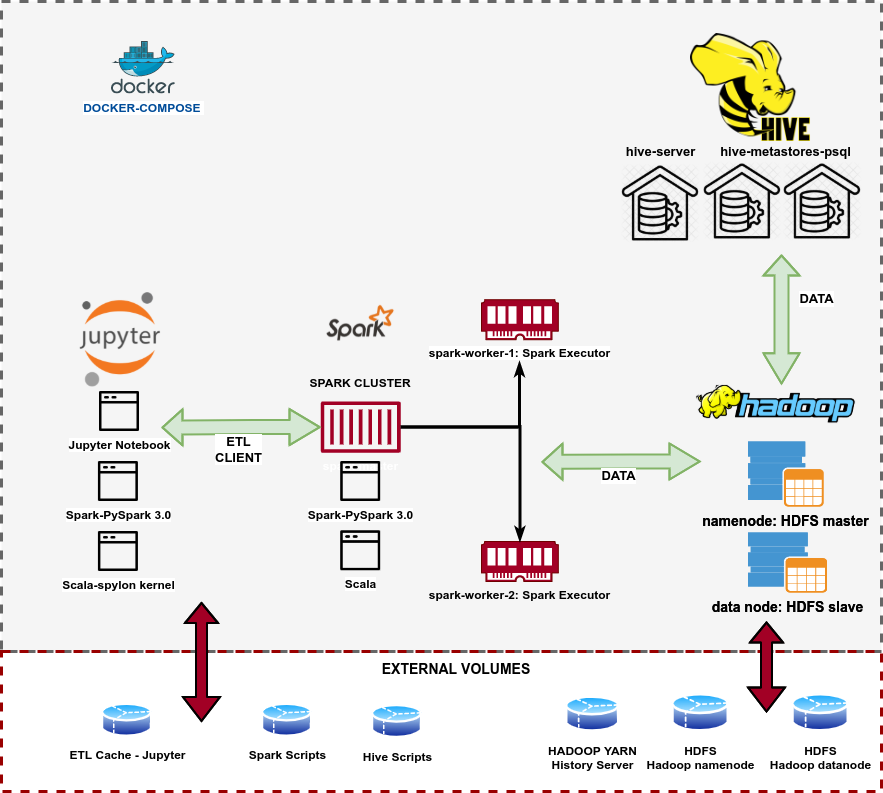 docker
DOCKER-COMPOSE
HIVE
hive-server
hive-metastores-psql
DATA
jupyter
Spark
spark-worker-1: Spark Executor
SPARK CLUSTER
hadoop
Jupyter Notebook
ETL
CLIENT
DATA
Spark-PySpark 3.0
Spark-PySpark 3.0
namenode: HDFS master
Scala-spylon kernel
Scala
spark-worker-2: Spark Executor
data node: HDFS slave
EXTERNAL VOLUMES
ETL Cache - Jupyter
Spark Scripts
Hive Scripts
HADOOP YARN
History Server
HDFS
Hadoop namenode
HDFS
Hadoop datanode